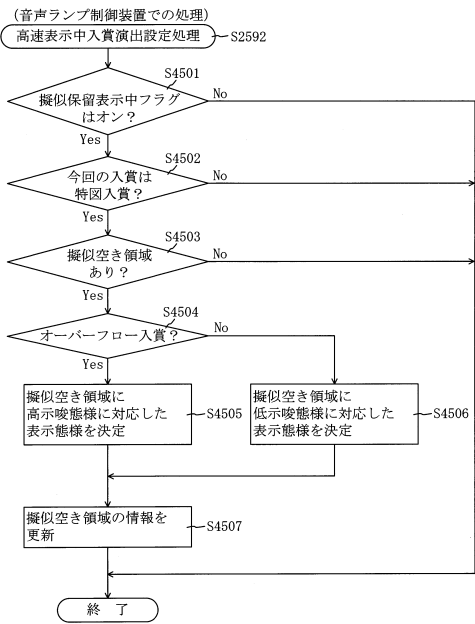 （音声ランプ制御装置での処理）
高速表示中入賞演出設定処理
S2592
S4501
擬似保留表示中フラグ
はオン？
No
Yes
S4502
今回の入賞は
特図入賞？
No
Yes
S4503
擬似空き領域
あり？
No
Yes
S4504
オーバーフロー入賞？
No
Yes
擬似空き領域に
高示唆態様に対応した
表示態様を決定
S4505
擬似空き領域に
低示唆態様に対応した
表示態様を決定
S4506
擬似空き領域の情報を
更新
S4507
終 了